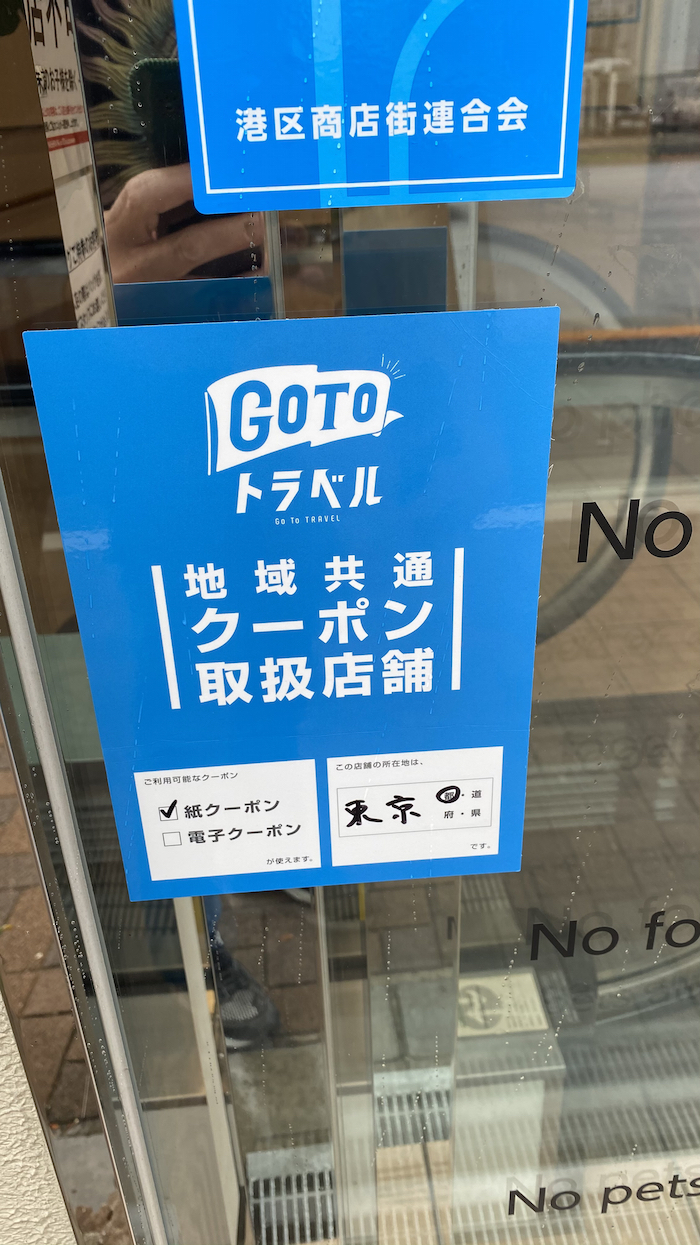 港区商店街連合会
GOTO
トラベル
GO TO TRAVEL
地域共通
クーポン
取扱店舗
ご利用可能なクーポン
✓紙クーポン
□電子クーポン
が使えます。
この店舗の所在地は、
東京 都・道
府・県
です。
No
No fo
No pets